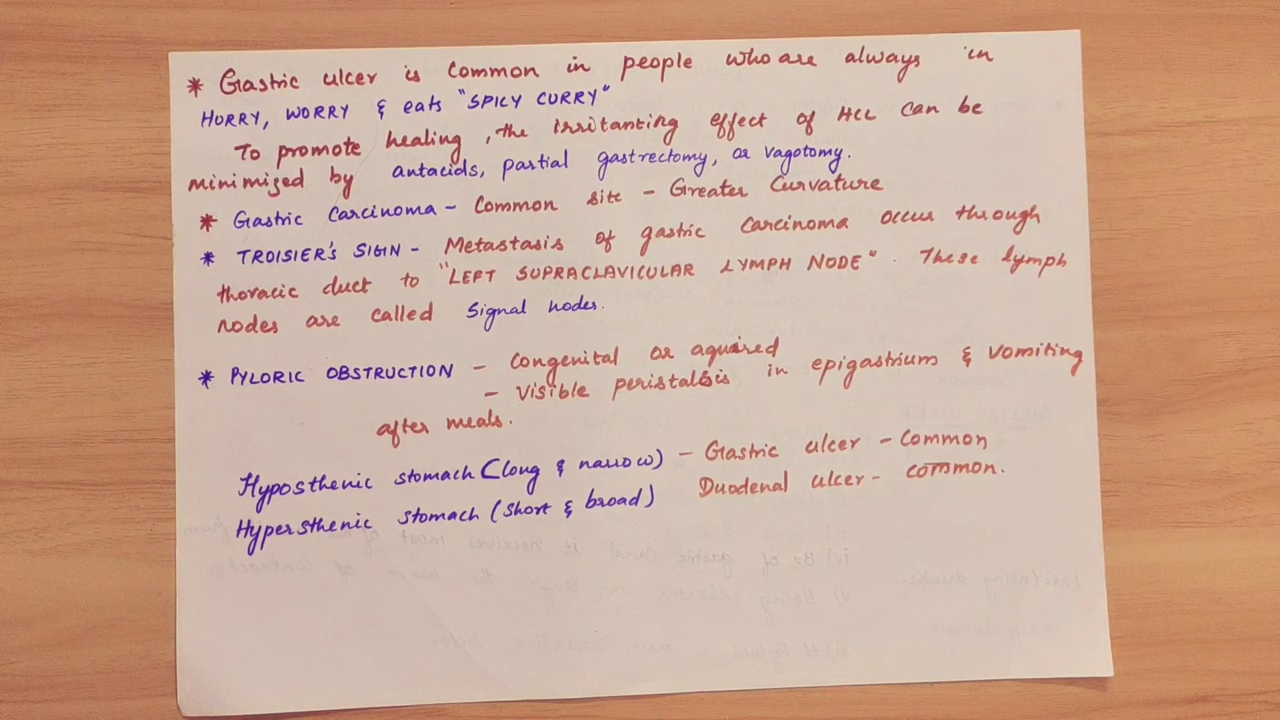 * Gastric ulcer is common in people who are always in
HURRY, WORRY & eats "SPICY CURRY"
To promote healing, the irritanting effect of HCL can be
minimized by antacids, partial gastrectomy, or vagotomy.
* Gastric Carcinoma - Common site - Greater Curvature
* TROISIER'S SIGN - Metastasis of gastric carcinoma occur through
thoracic duct to "LEFT SUPRACLAVICULAR LYMPH NODE". These lymph
nodes are called signal nodes.
* PYLORIC OBSTRUCTION - Congenital or aquired
- Visible peristalsis in epigastrium & vomiting
after meals.
Hyposthenic stomach (long & narrow) - Gastric ulcer - Common
Hypersthenic stomach (short & broad) Duodenal ulcer - common.